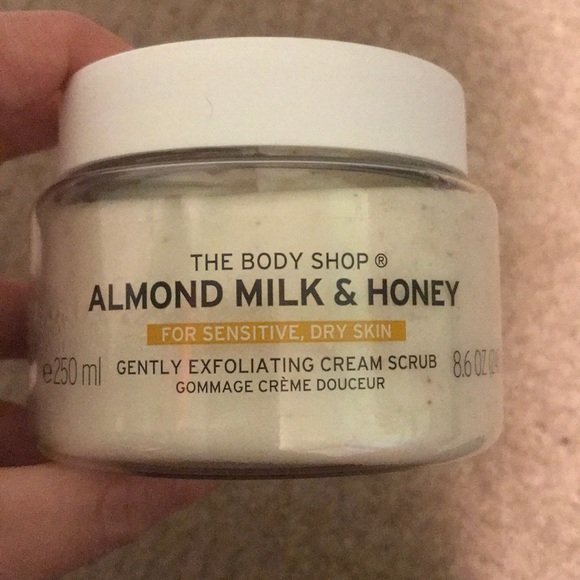 THE BODY SHOP ®
ALMOND MILK & HONEY
FOR SENSITIVE, DRY SKIN
GENTLY EXFOLIATING CREAM SCRUB
GOMMAGE CRÈME DOUCEUR
e250 ml
8.6 OZ